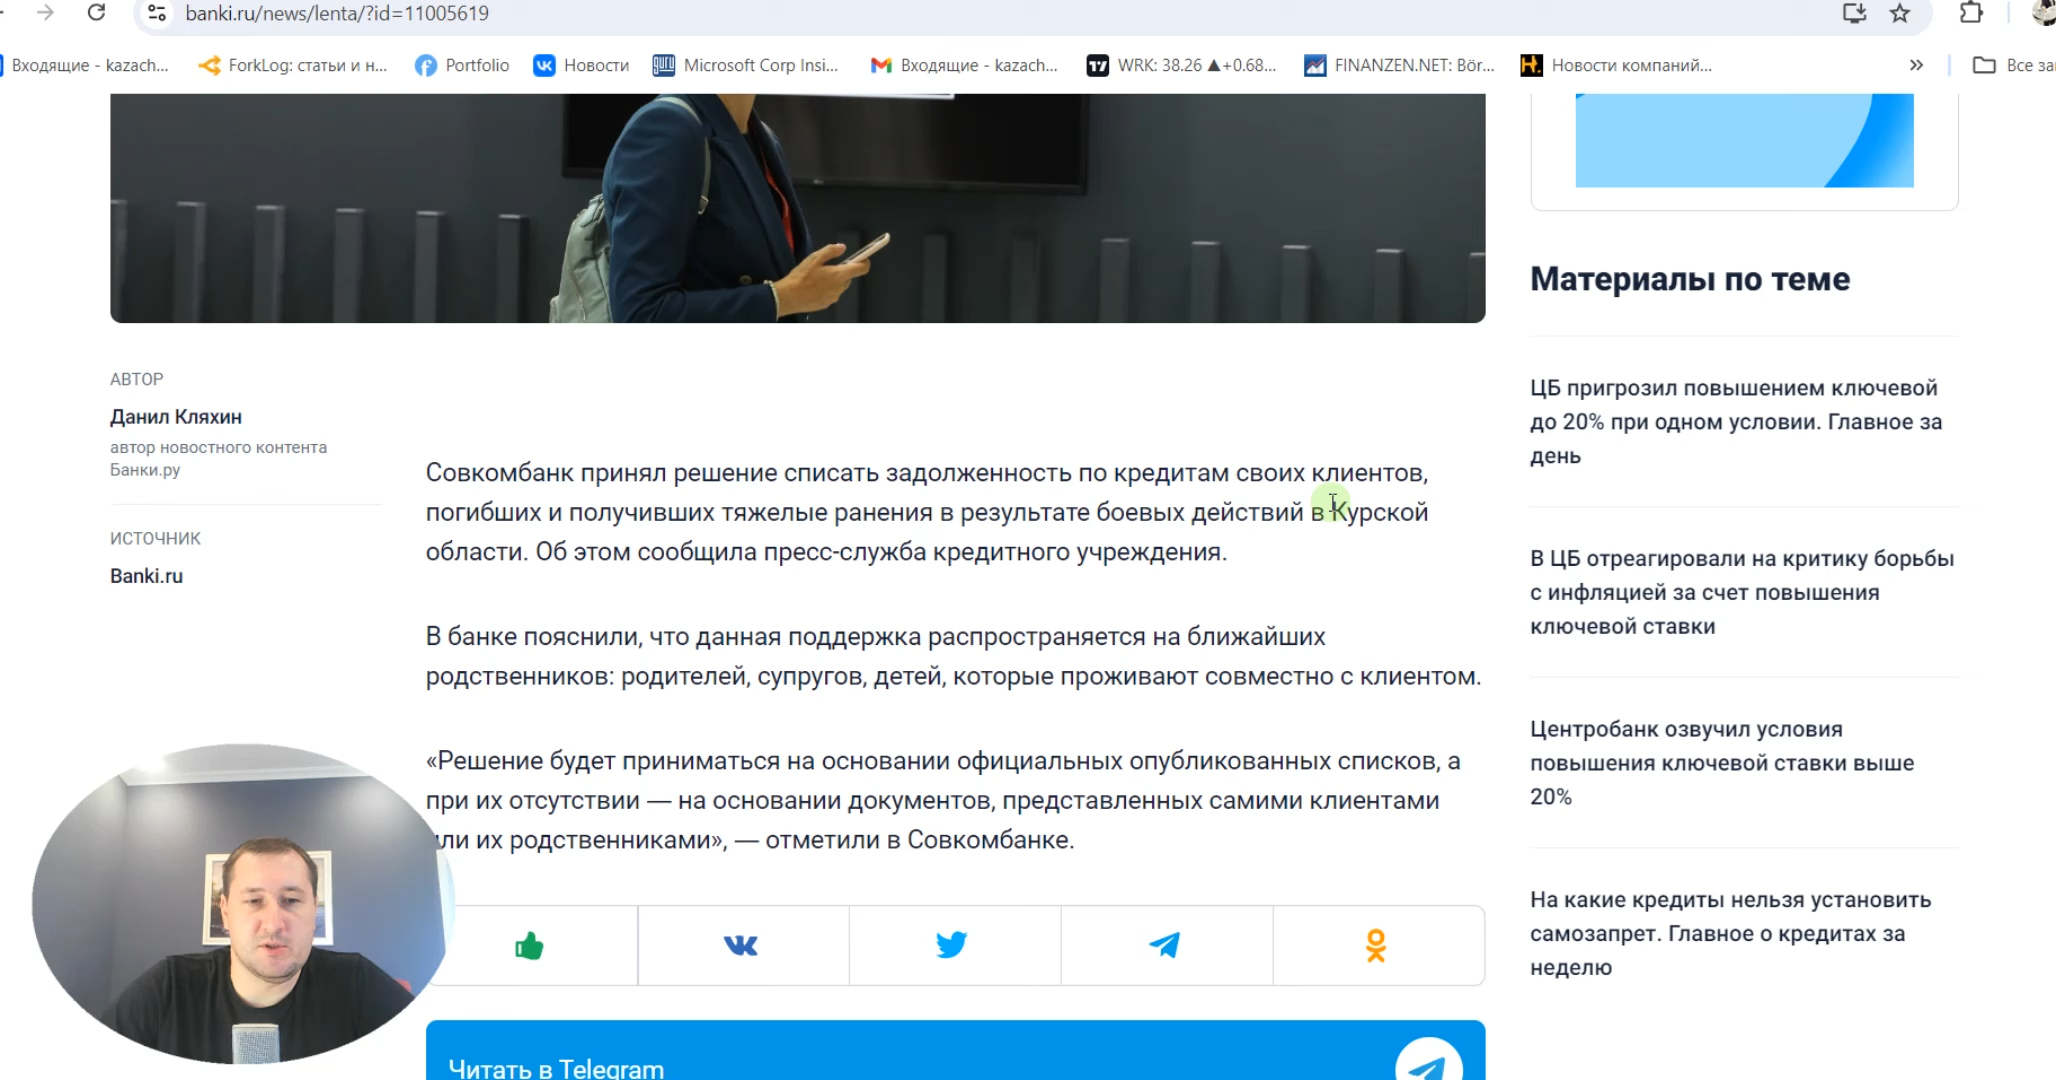 banki.ru/news/lenta/?id=11005619
Входящие - kazach...
ForkLog: статьи и н...
Portfolio
Новости
Microsoft Corp Insi...
Входящие - kazach...
WRK: 38.26 ▲+0.68...
FINANZEN.NET: Bör...
Новости компаний...
»
Все за
АВТОР
Данил Кляхин
автор новостного контента
Банки.ру
ИСТОЧНИК
Banki.ru
Совкомбанк принял решение списать задолженность по кредитам своих клиентов,
погибших и получивших тяжелые ранения в результате боевых действий в Курской
области. Об этом сообщила пресс-служба кредитного учреждения.
В банке пояснили, что данная поддержка распространяется на ближайших
родственников: родителей, супругов, детей, которые проживают совместно с клиентом.
«Решение будет приниматься на основании официальных опубликованных списков, а
при их отсутствии — на основании документов, представленных самими клиентами
ли их родственниками», — отметили в Совкомбанке.
Читать в Telegram
Материалы по теме
ЦБ пригрозил повышением ключевой
до 20% при одном условии. Главное за
день
В ЦБ отреагировали на критику борьбы
с инфляцией за счет повышения
ключевой ставки
Центробанк озвучил условия
повышения ключевой ставки выше
20%
На какие кредиты нельзя установить
самозапрет. Главное о кредитах за
неделю